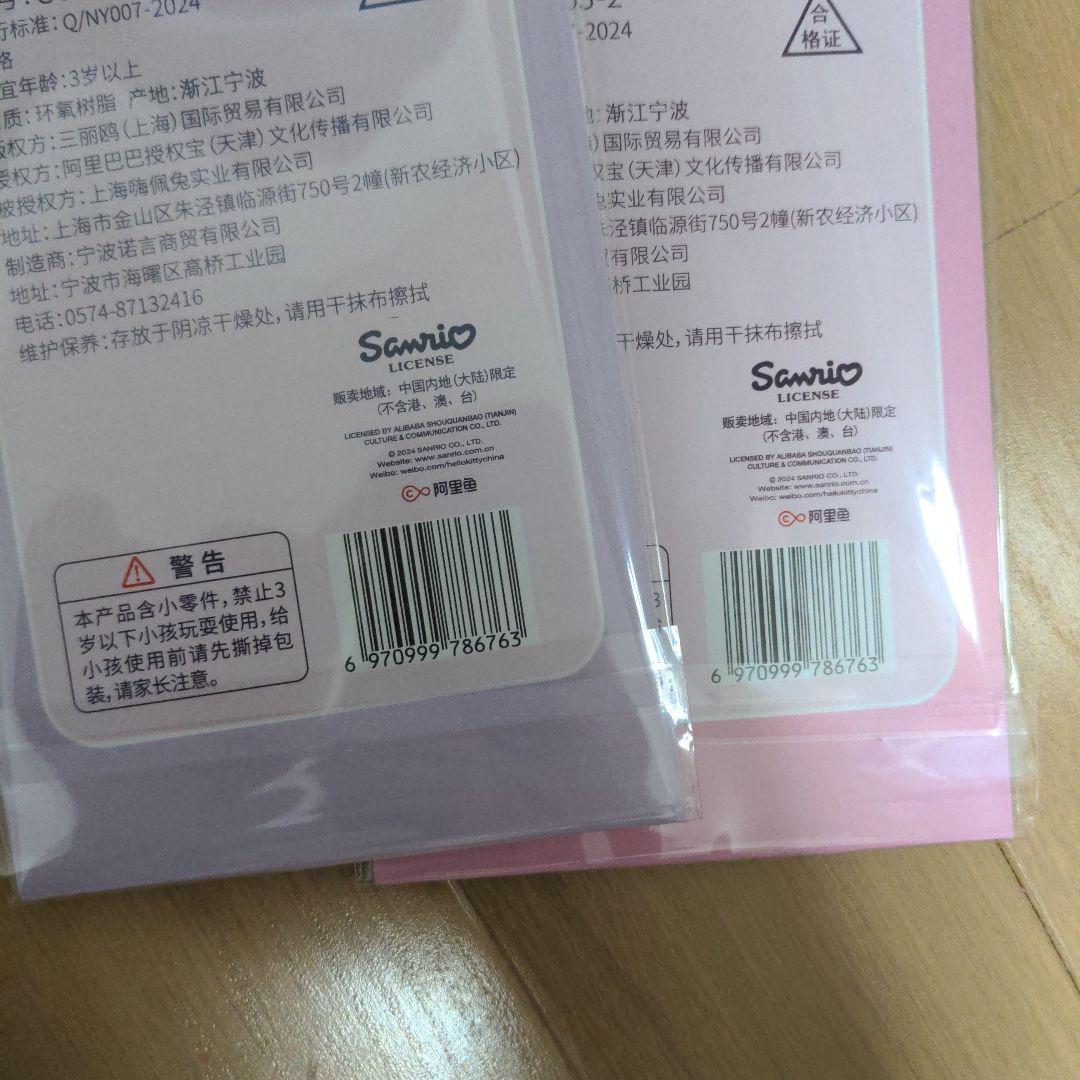 行标准：Q/NY007-2024
格
宜年龄：3岁以上
质：环氧树脂 产地：浙江宁波
版权方：三丽鸥（上海）国际贸易有限公司
授权方：阿里巴巴授权宝（天津）文化传播有限公司
被授权方：上海嗨佩兔实业有限公司
地址：上海市金山区朱泾镇临源街750号2幢(新农经济小区)
制造商：宁波诺言商贸有限公司
地址：宁波市海曙区高桥工业园
电话：0574-87132416
维护保养：存放于阴凉干燥处，请用干抹布擦拭
Sanrio
LICENSE
贩卖地域：中国内地（大陆）限定
（不含港、澳、台）
LICENSED BY ALIBABA SHOUQUANBAO (TIANJIN)
CULTURE & COMMUNICATION CO., LTD.
© 2024 SANRIO CO., LTD.
Website: www.sanrio.com.cn
Weibo: weibo.com/hellokittychina
阿里鱼
警告
本产品含小零件，禁止3
岁以下小孩玩耍使用，给
小孩使用前请先撕掉包
装，请家长注意。
6 970999 786763
-2024
合
格证
浙江宁波
）国际贸易有限公司
权宝（天津）文化传播有限公司
兔实业有限公司
朱泾镇临源街750号2幢(新农经济小区)
贸有限公司
高桥工业园
干燥处，请用干抹布擦拭
Sanrio
LICENSE
贩卖地域：中国内地（大陆）限定
（不含港、澳、台）
LICENSED BY ALIBABA SHOUQUANBAO (TIANJIN)
CULTURE & COMMUNICATION CO., LTD.
© 2024 SANRIO CO., LTD.
Website: www.sanrio.com.cn
Weibo: weibo.com/hellokittychina
阿里鱼
3
6 970999 786763